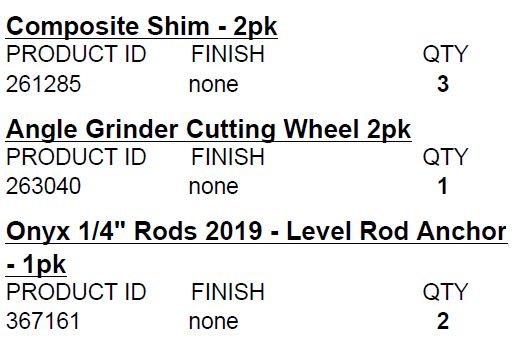 Composite Shim - 2pk
PRODUCT ID FINISH QTY
261285 none 3
Angle Grinder Cutting Wheel 2pk
PRODUCT ID FINISH QTY
263040 none 1
Onyx 1/4" Rods 2019 - Level Rod Anchor
- 1pk
PRODUCT ID FINISH QTY
367161 none 2